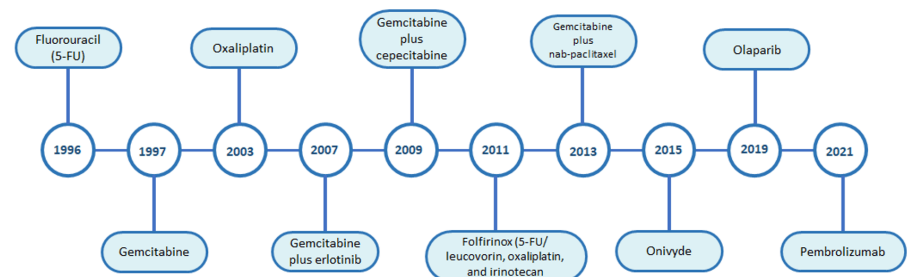 Fluorouracil
(5-FU)
Oxaliplatin
Gemcitabine
plus
cepecitabine
Gemcitabine
plus
nab-paclitaxel
Olaparib
1996
1997
2003
2007
2009
2011
2013
2015
2019
2021
Gemcitabine
Gemcitabine
plus erlotinib
Folfirinox (5-FU/
leucovorin, oxaliplatin,
and irinotecan
Onivyde
Pembrolizumab